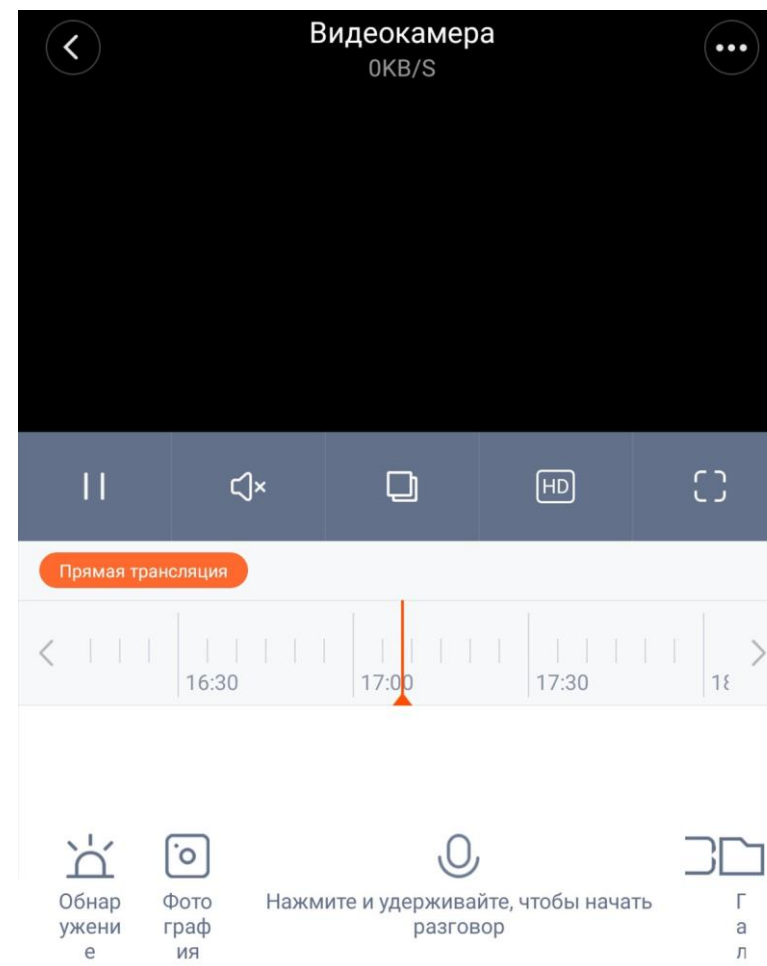 Видеокамера
0KB/S
HD
Прямая трансляция
16:30 17:00 17:30 18
Обнар
ужени
е
Фото
граф
ия
Нажмите и удерживайте, чтобы начать
разговор
Г
а
л